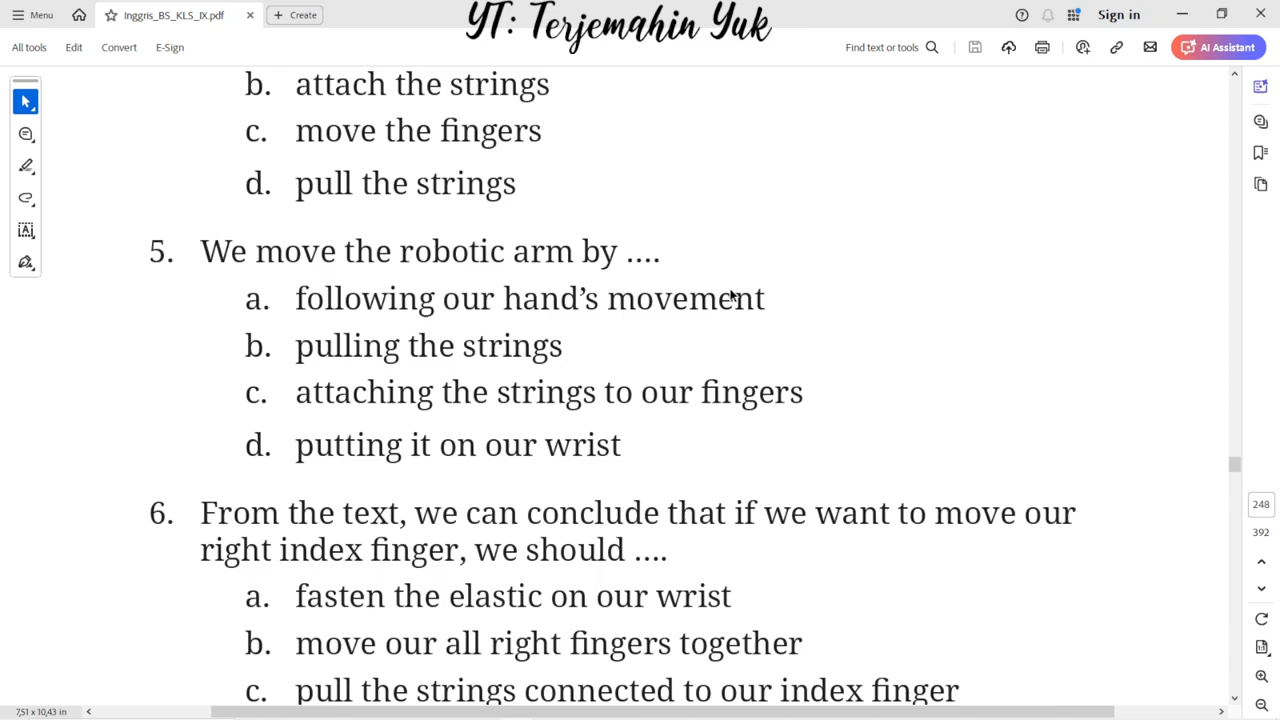 Menu
Inggris_BS_KLS_IX.pdf
Create
YT: Terjemahin Yuk
Sign in
All tools
Edit
Convert
E-Sign
Find text or tools
AI Assistant
b. attach the strings
c. move the fingers
d. pull the strings
5. We move the robotic arm by ....
a. following our hand’s movement
b. pulling the strings
c. attaching the strings to our fingers
d. putting it on our wrist
6. From the text, we can conclude that if we want to move our
right index finger, we should ....
a. fasten the elastic on our wrist
b. move our all right fingers together
c. pull the strings connected to our index finger
248
392
7,51 x 10,43 in